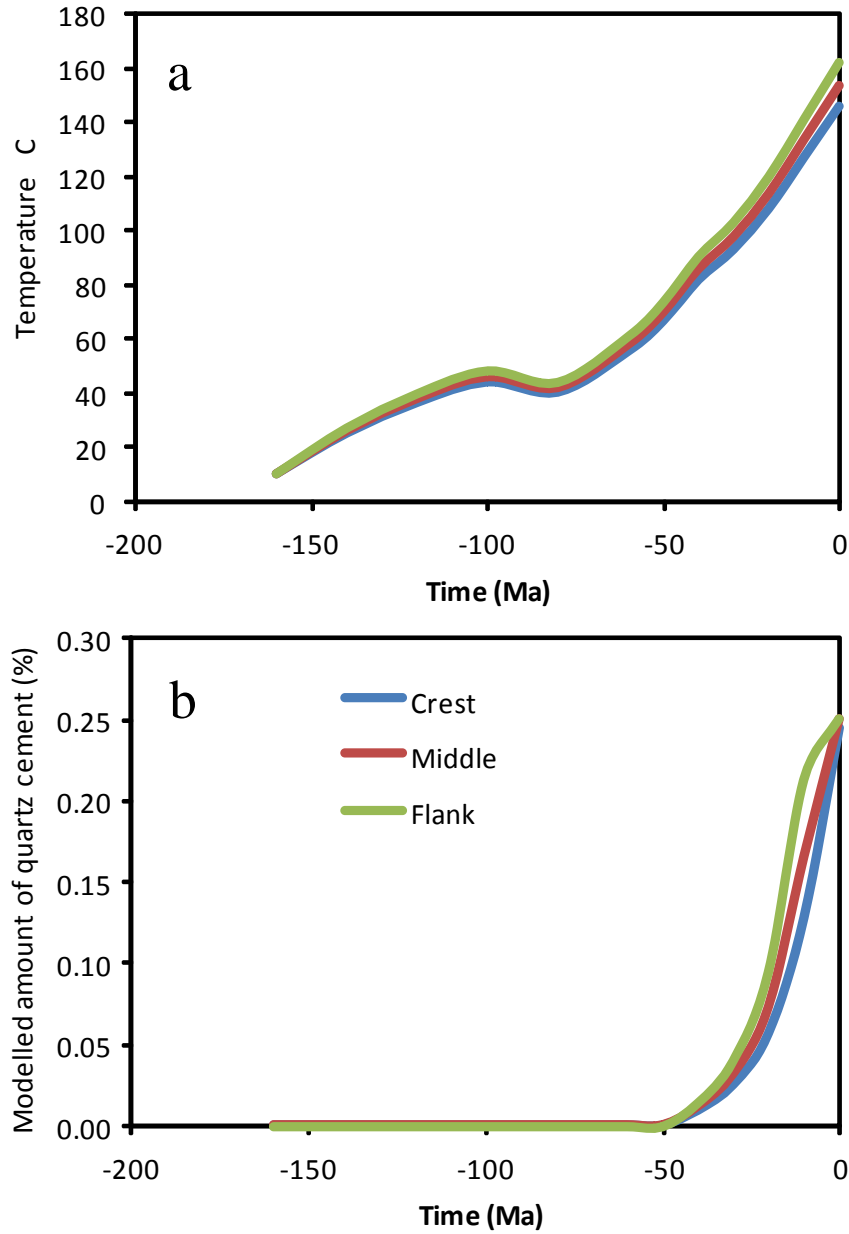 180
160
140
120
100
80
60
40
20
0
a
Temperature C
-200 -150 -100 -50 0
Time (Ma)
0.30
0.25
0.20
0.15
0.10
0.05
0.00
b
Crest
Middle
Flank
Modelled amount of quartz cement (%)
-200 -150 -100 -50 0
Time (Ma)